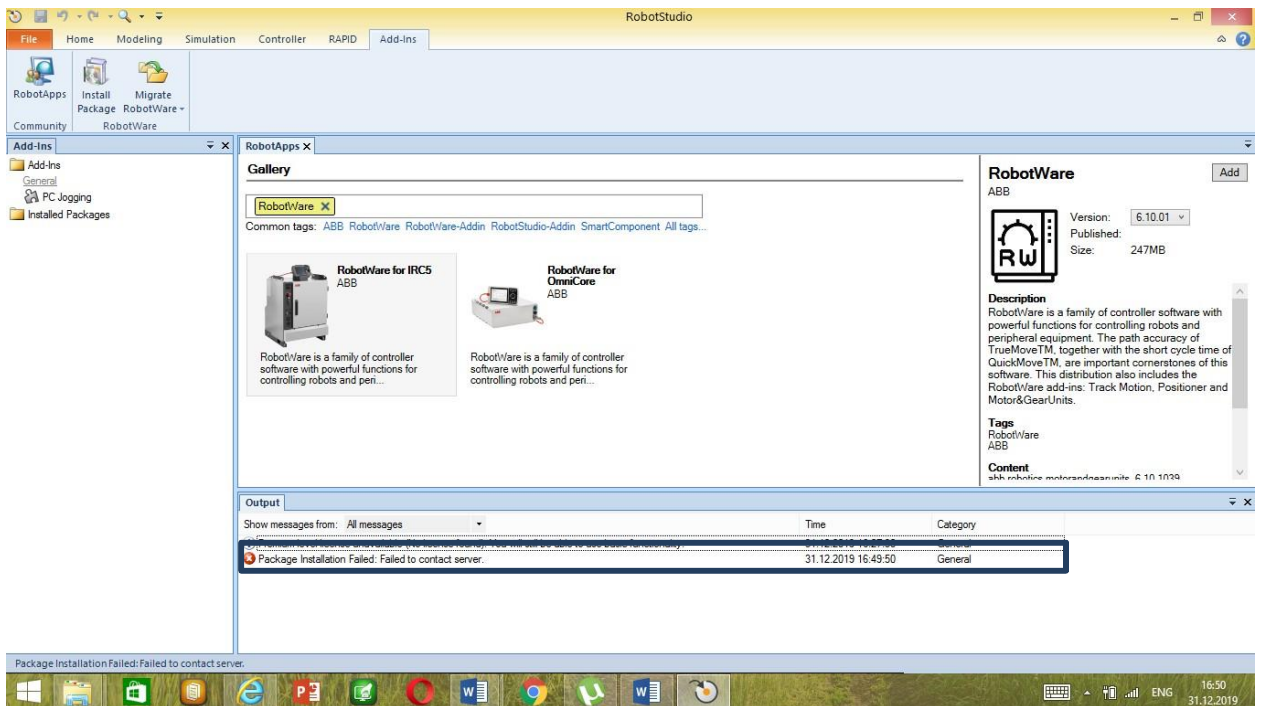 RobotStudio
File Home Modeling Simulation Controller RAPID Add-Ins
RobotApps
Install Package
Migrate RobotWare
Community RobotWare
Add-Ins
Add-Ins
General
PC Jogging
Installed Packages
RobotApps X
Gallery
RobotWare X
Common tags: ABB RobotWare RobotWare-Addin RobotStudio-Addin SmartComponent All tags...
RobotWare for IRC5
ABB
RobotWare is a family of controller
software with powerful functions for
controlling robots and peri...
RobotWare for
OmniCore
ABB
RobotWare is a family of controller
software with powerful functions for
controlling robots and peri...
RobotWare
Add
ABB
RW
Version: 6.10.01
Published:
Size: 247MB
Description
RobotWare is a family of controller software with
powerful functions for controlling robots and
peripheral equipment. The path accuracy of
TrueMoveTM, together with the short cycle time of
QuickMoveTM, are important cornerstones of this
software. This distribution also includes the
RobotWare add-ins: Track Motion, Positioner and
Motor&GearUnits.
Tags
RobotWare
ABB
Content
Output
Show messages from: All messages Time Category
Package Installation Failed: Failed to contact server. 31.12.2019 16:49:50 General
Package Installation Failed: Failed to contact server.
ENG
16:50
31.12.2019